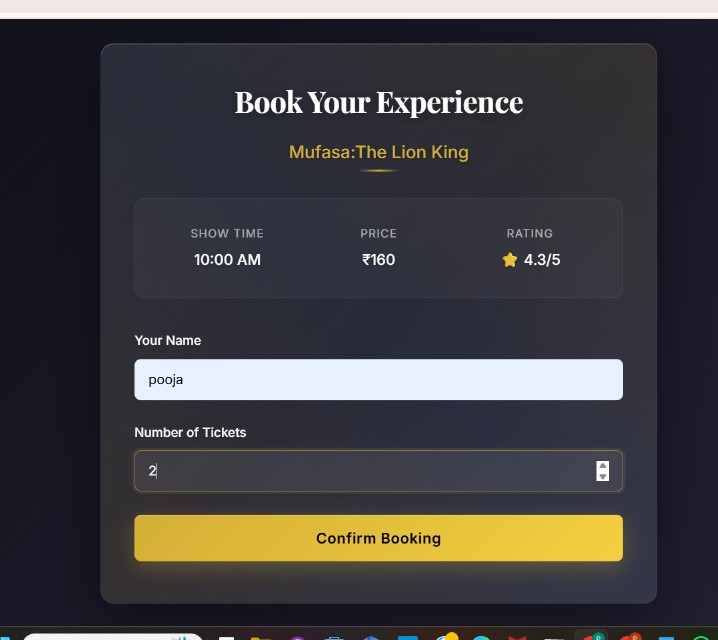 Book Your Experience
Mufasa:The Lion King
SHOW TIME PRICE RATING
10:00 AM ₹160 ⭐ 4.3/5
Your Name
pooja
Number of Tickets
2
Confirm Booking